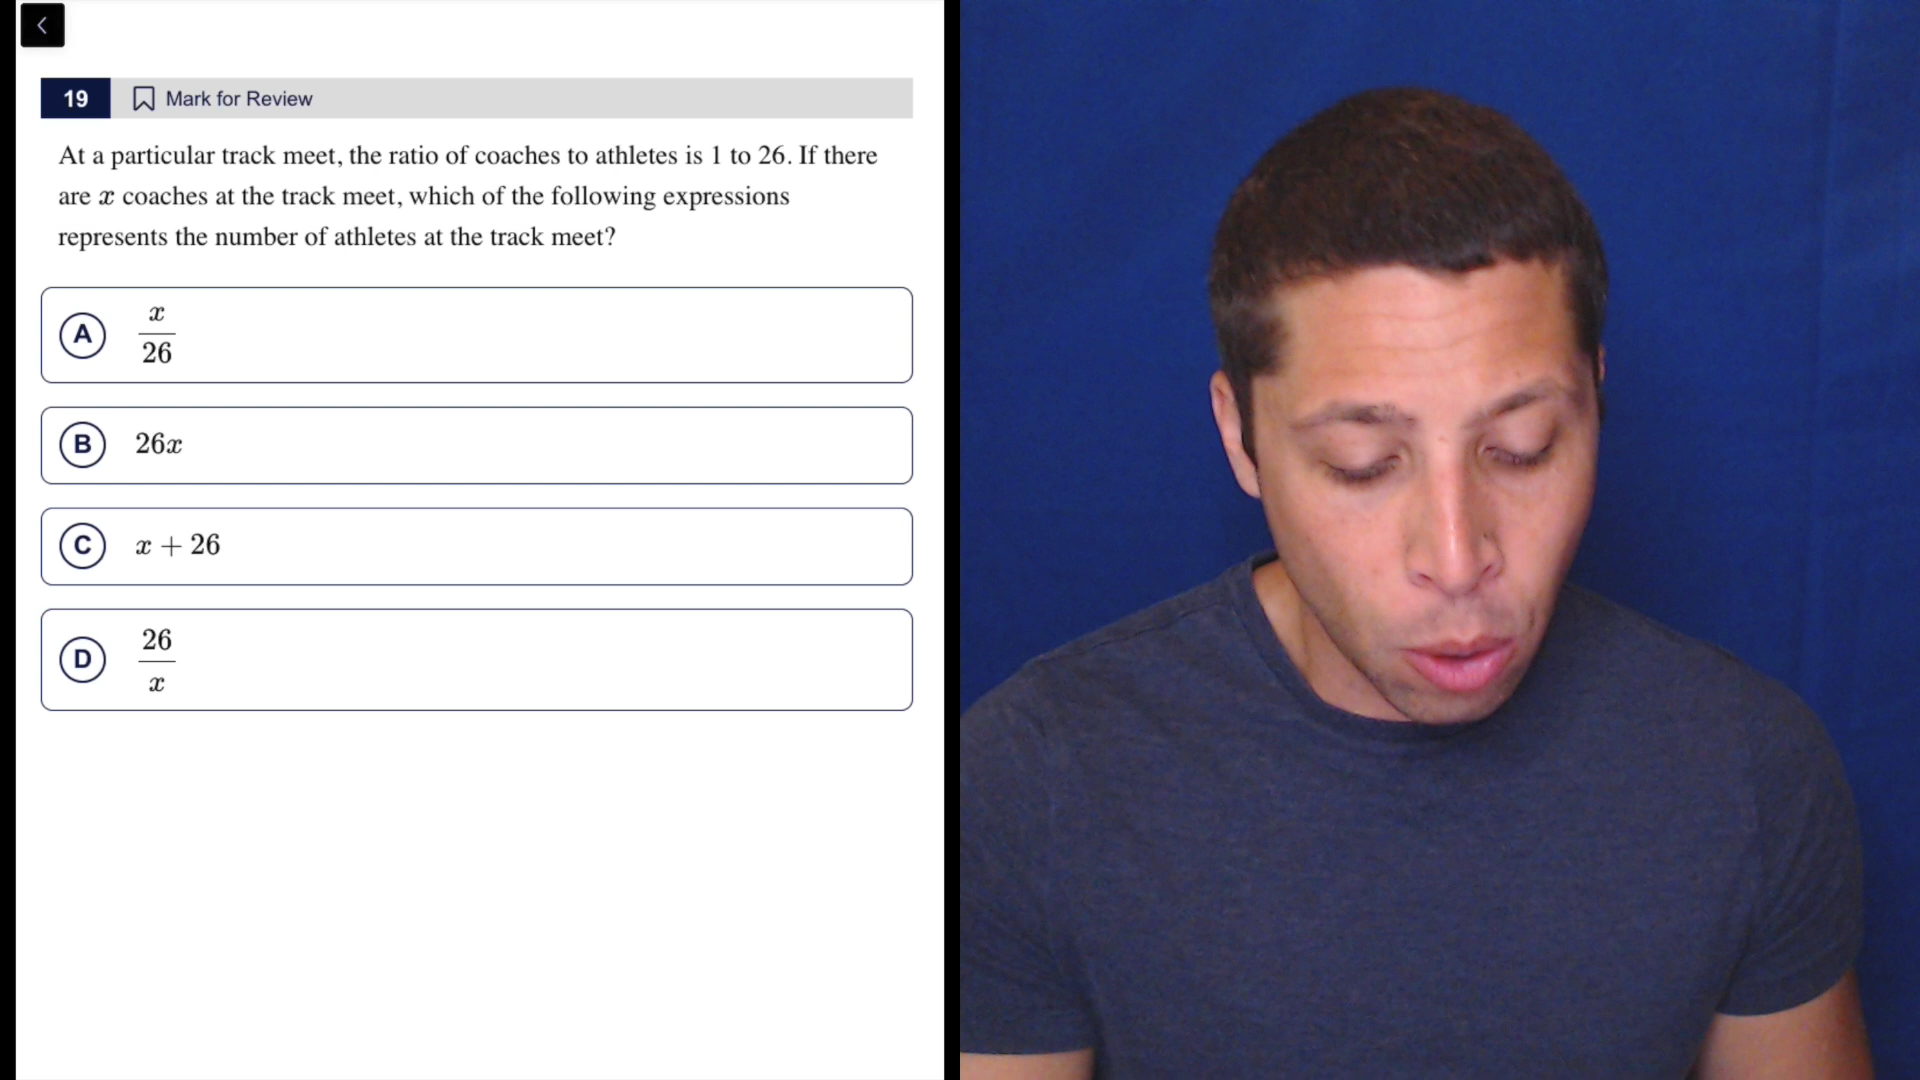 19 Mark for Review
At a particular track meet, the ratio of coaches to athletes is 1 to 26. If there
are x coaches at the track meet, which of the following expressions
represents the number of athletes at the track meet?
A x/26
B 26x
C x + 26
D 26/x